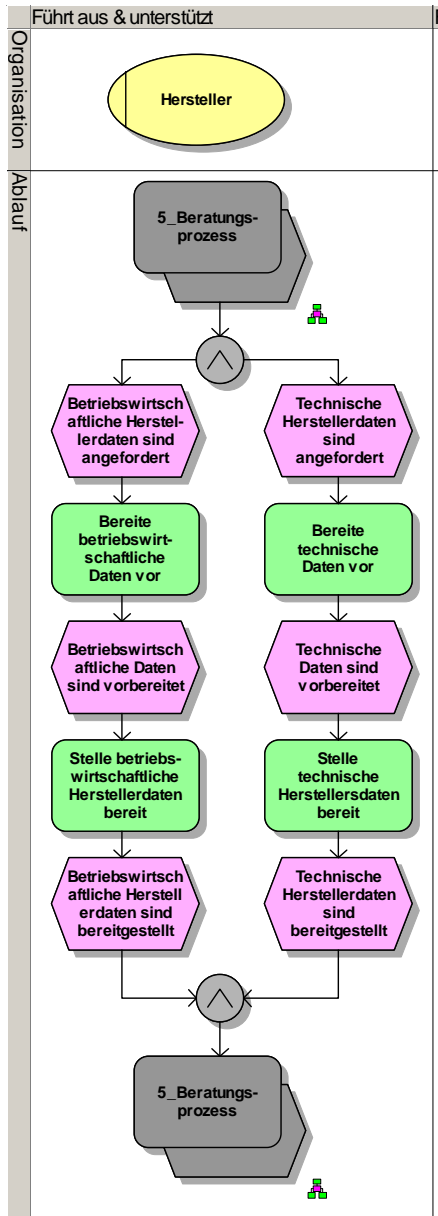 Führt aus & unterstützt
Organisation
Hersteller
Ablauf
5_Beratungs-
prozess
Betriebswirtsch
aftliche Herstel-
lerdaten sind
angefordert
Technische
Herstellerdaten
sind
angefordert
Bereite
betriebswirt-
schaftliche
Daten vor
Bereite
technische
Daten vor
Betriebswirtsch
aftliche Daten
sind vorbereitet
Technische
Daten sind
vorbereitet
Stelle betriebs-
wirtschaftliche
Herstellerdaten
bereit
Stelle
technische
Herstellersdaten
bereit
Betriebswirtsch
aftliche Herstell
erdaten sind
bereitgestellt
Technische
Herstellerdaten
sind
bereitgestellt
5_Beratungs-
prozess